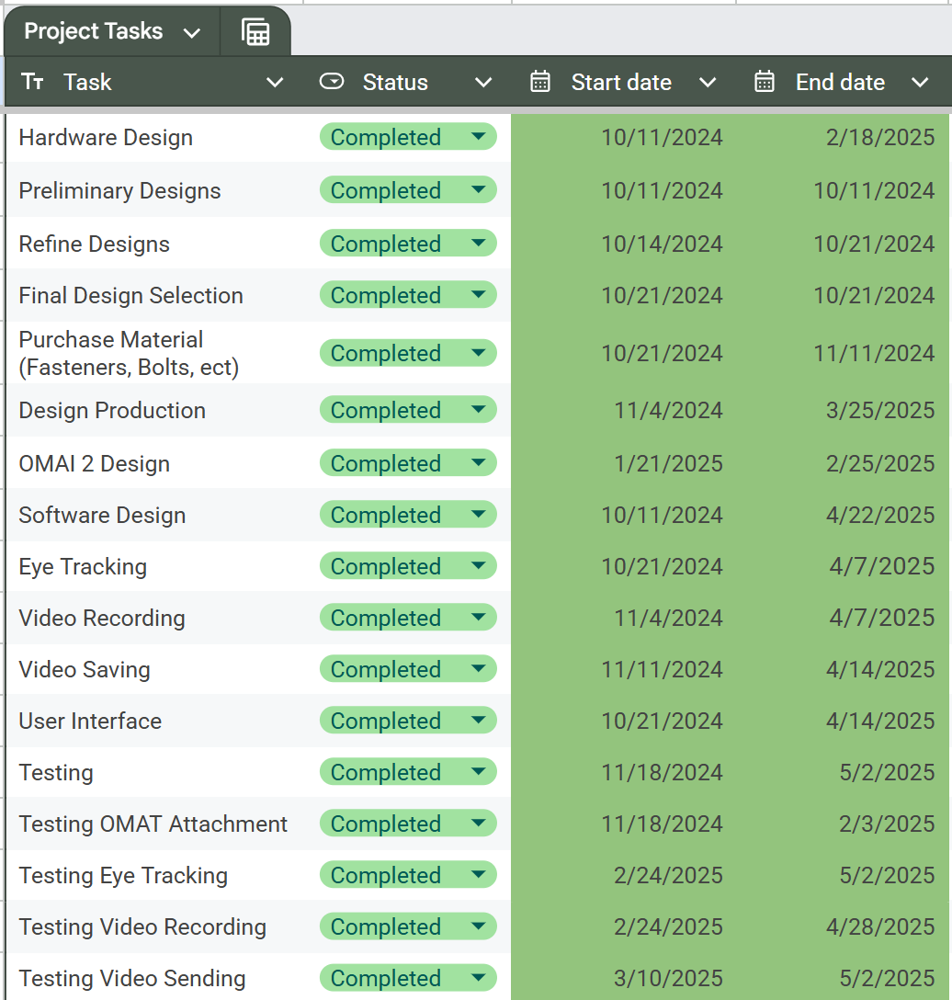 Project Tasks
Task Status Start date End date
Hardware Design Completed 10/11/2024 2/18/2025
Preliminary Designs Completed 10/11/2024 10/11/2024
Refine Designs Completed 10/14/2024 10/21/2024
Final Design Selection Completed 10/21/2024 10/21/2024
Purchase Material
(Fasteners, Bolts, ect) Completed 10/21/2024 11/11/2024
Design Production Completed 11/4/2024 3/25/2025
OMAI 2 Design Completed 1/21/2025 2/25/2025
Software Design Completed 10/11/2024 4/22/2025
Eye Tracking Completed 10/21/2024 4/7/2025
Video Recording Completed 11/4/2024 4/7/2025
Video Saving Completed 11/11/2024 4/14/2025
User Interface Completed 10/21/2024 4/14/2025
Testing Completed 11/18/2024 5/2/2025
Testing OMAT Attachment Completed 11/18/2024 2/3/2025
Testing Eye Tracking Completed 2/24/2025 5/2/2025
Testing Video Recording Completed 2/24/2025 4/28/2025
Testing Video Sending Completed 3/10/2025 5/2/2025